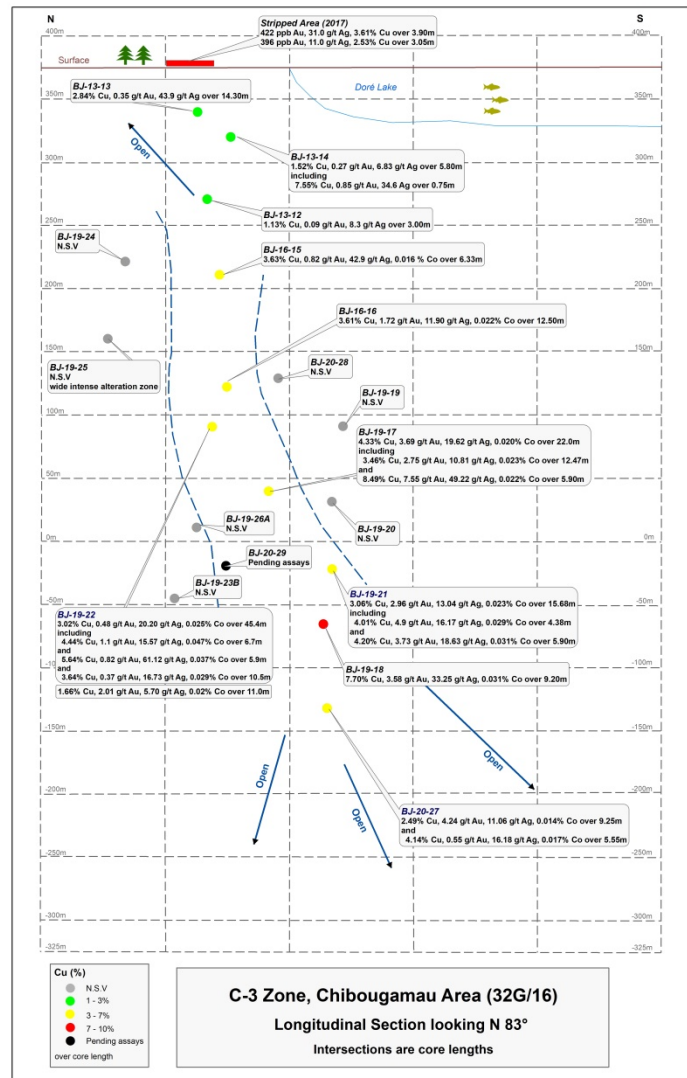 N
S
Stripped Area (2017)
422 ppb Au, 31.0 g/t Ag, 3.61% Cu over 3.90m
396 ppb Au, 11.0 g/t Ag, 2.53% Cu over 3.05m
400m
400m
Surface
Doré Lake
BJ-13-13
2.84% Cu, 0.35 g/t Au, 43.9 g/t Ag over 14.30m
350m
350m
Open
BJ-13-14
1.52% Cu, 0.27 g/t Au, 6.83 g/t Ag over 5.80m
including
7.55% Cu, 0.85 g/t Au, 34.6 Ag over 0.75m
300m
300m
BJ-13-12
1.13% Cu, 0.09 g/t Au, 8.3 g/t Ag over 3.00m
250m
250m
BJ-19-24
N.S.V
BJ-16-15
3.63% Cu, 0.82 g/t Au, 42.9 g/t Ag, 0.016 % Co over 6.33m
200m
200m
BJ-16-16
3.61% Cu, 1.72 g/t Au, 11.90 g/t Ag, 0.022% Co over 12.50m
150m
150m
BJ-19-25
N.S.V
wide intense alteration zone
BJ-20-28
N.S.V
BJ-19-19
N.S.V
100m
100m
BJ-19-17
4.33% Cu, 3.69 g/t Au, 19.62 g/t Ag, 0.020% Co over 22.0m
including
3.46% Cu, 2.75 g/t Au, 10.81 g/t Ag, 0.023% Co over 12.47m
and
8.49% Cu, 7.55 g/t Au, 49.22 g/t Ag, 0.022% Co over 5.90m
50m
50m
BJ-19-26A
N.S.V
BJ-19-20
N.S.V
0m
0m
BJ-20-29
Pending assays
BJ-19-23B
N.S.V
BJ-19-21
3.06% Cu, 2.96 g/t Au, 13.04 g/t Ag, 0.023% Co over 15.68m
including
4.01% Cu, 4.9 g/t Au, 16.17 g/t Ag, 0.029% Co over 4.38m
and
4.20% Cu, 3.73 g/t Au, 18.63 g/t Ag, 0.031% Co over 5.90m
-50m
-50m
BJ-19-22
3.02% Cu, 0.48 g/t Au, 20.20 g/t Ag, 0.025% Co over 45.4m
including
4.44% Cu, 1.1 g/t Au, 15.57 g/t Ag, 0.047% Co over 6.7m
and
5.64% Cu, 0.82 g/t Au, 61.12 g/t Ag, 0.037% Co over 5.9m
and
3.64% Cu, 0.37 g/t Au, 16.73 g/t Ag, 0.029% Co over 10.5m
1.66% Cu, 2.01 g/t Au, 5.70 g/t Ag, 0.02% Co over 11.0m
-100m
-100m
BJ-19-18
7.70% Cu, 3.58 g/t Au, 33.25 g/t Ag, 0.031% Co over 9.20m
-150m
-150m
Open
Open
Open
-200m
-200m
BJ-20-27
2.49% Cu, 4.24 g/t Au, 11.06 g/t Ag, 0.014% Co over 9.25m
and
4.14% Cu, 0.55 g/t Au, 16.18 g/t Ag, 0.017% Co over 5.55m
-250m
-250m
-300m
-300m
-325m
-325m
Cu (%)
N.S.V
1 - 3%
3 - 7%
7 - 10%
Pending assays
over core length
C-3 Zone, Chibougamau Area (32G/16)
Longitudinal Section looking N 83°
Intersections are core lengths